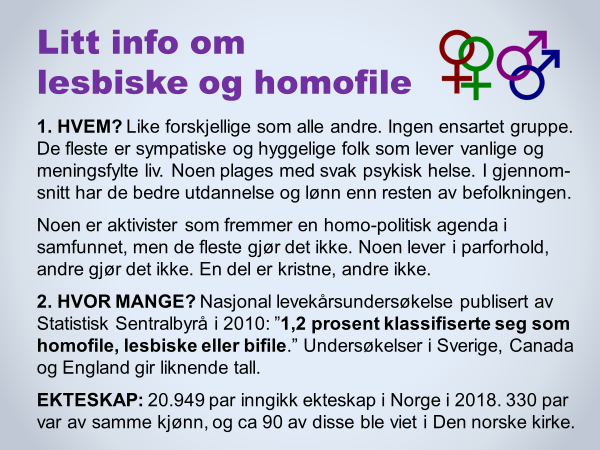 Litt info om
lesbiske og homofile
1. HVEM? Like forskjellige som alle andre. Ingen ensartet gruppe.
De fleste er sympatiske og hyggelige folk som lever vanlige og
meningsfylte liv. Noen plages med svak psykisk helse. I gjennom-
snitt har de bedre utdannelse og lønn enn resten av befolkningen.
Noen er aktivister som fremmer en homo-politisk agenda i
samfunnet, men de fleste gjør det ikke. Noen lever i parforhold,
andre gjør det ikke. En del er kristne, andre ikke.
2. HVOR MANGE? Nasjonal levekårsundersøkelse publisert av
Statistisk Sentralbyrå i 2010: ”1,2 prosent klassifiserte seg som
homofile, lesbiske eller bifile.” Undersøkelser i Sverige, Canada
og England gir liknende tall.
EKTESKAP: 20.949 par inngikk ekteskap i Norge i 2018. 330 par
var av samme kjønn, og ca 90 av disse ble viet i Den norske kirke.